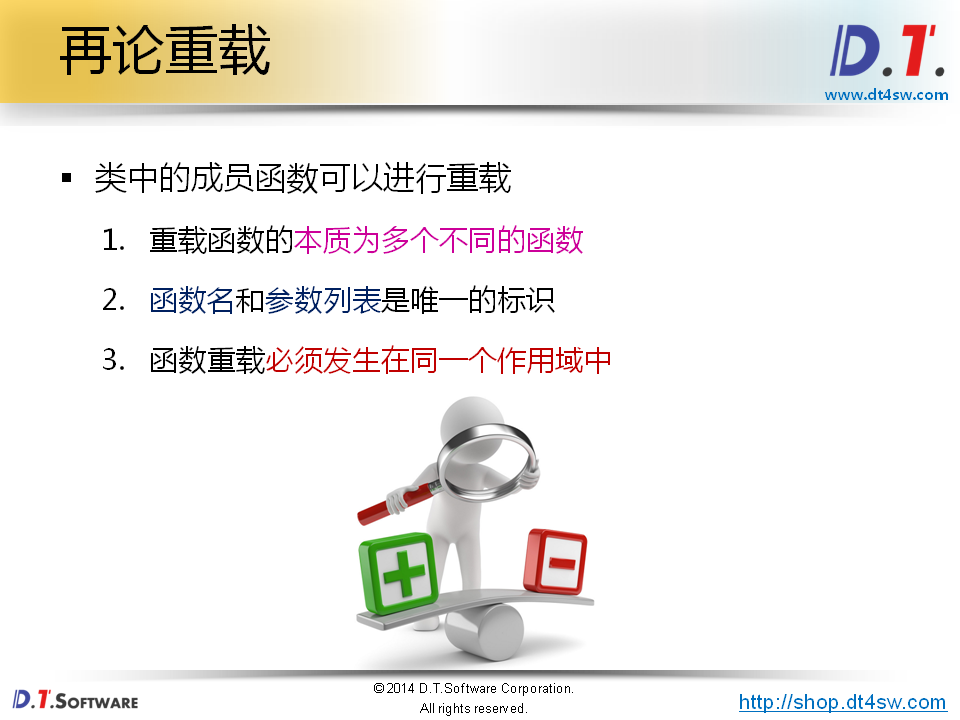 再论重载
D.T.
www.dt4sw.com
▪ 类中的成员函数可以进行重载
1. 重载函数的本质为多个不同的函数
2. 函数名和参数列表是唯一的标识
3. 函数重载必须发生在同一个作用域中
D.T.SOFTWARE
©2014 D.T.Software Corporation.
All rights reserved.
http://shop.dt4sw.com